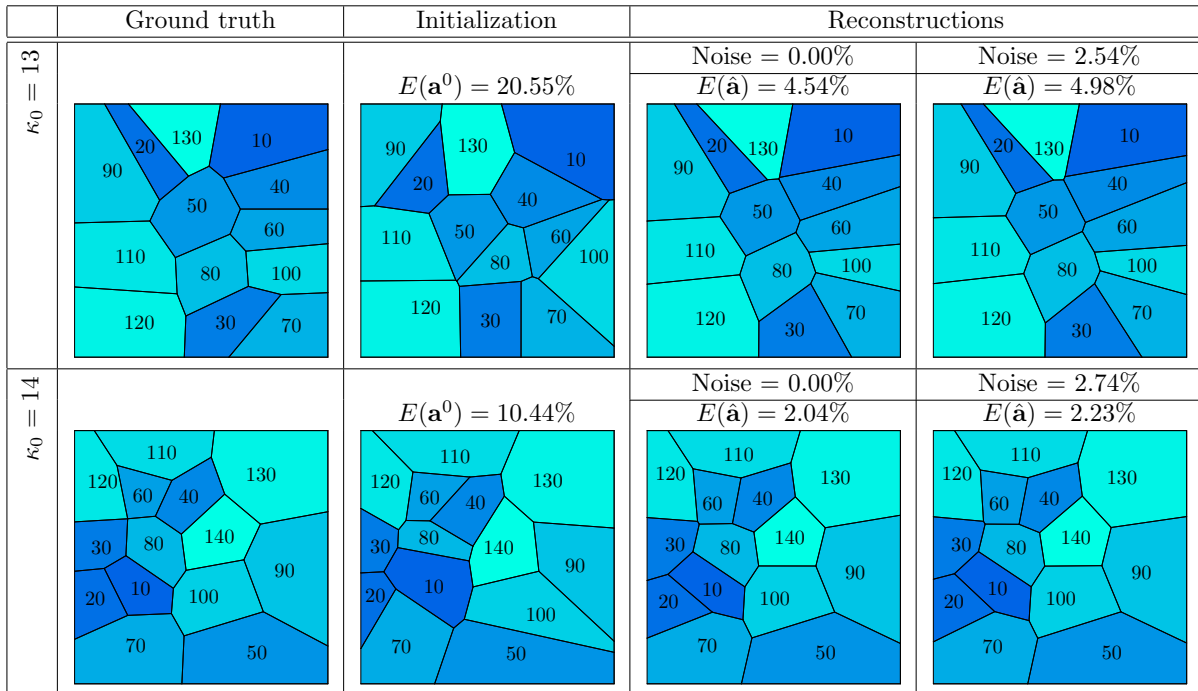 Ground truth Initialization Reconstructions
κ₀ = 13
Noise = 0.00% Noise = 2.54%
E(a⁰) = 20.55% E(â) = 4.54% E(â) = 4.98%
130 20 10 90 40 50 60 110 80 100 120 30 70
90 130 10 20 40 50 60 110 80 100 120 30 70
130 20 10 90 40 50 60 110 80 100 120 30 70
130 20 10 90 40 50 60 110 80 100 120 30 70
κ₀ = 14
Noise = 0.00% Noise = 2.74%
E(a⁰) = 10.44% E(â) = 2.04% E(â) = 2.23%
110 130 120 60 40 30 80 140 90 20 10 100 70 50
110 130 120 60 40 30 80 140 90 20 10 100 70 50
110 130 120 60 40 30 80 140 90 20 10 100 70 50
110 130 120 60 40 30 80 140 90 20 10 100 70 50